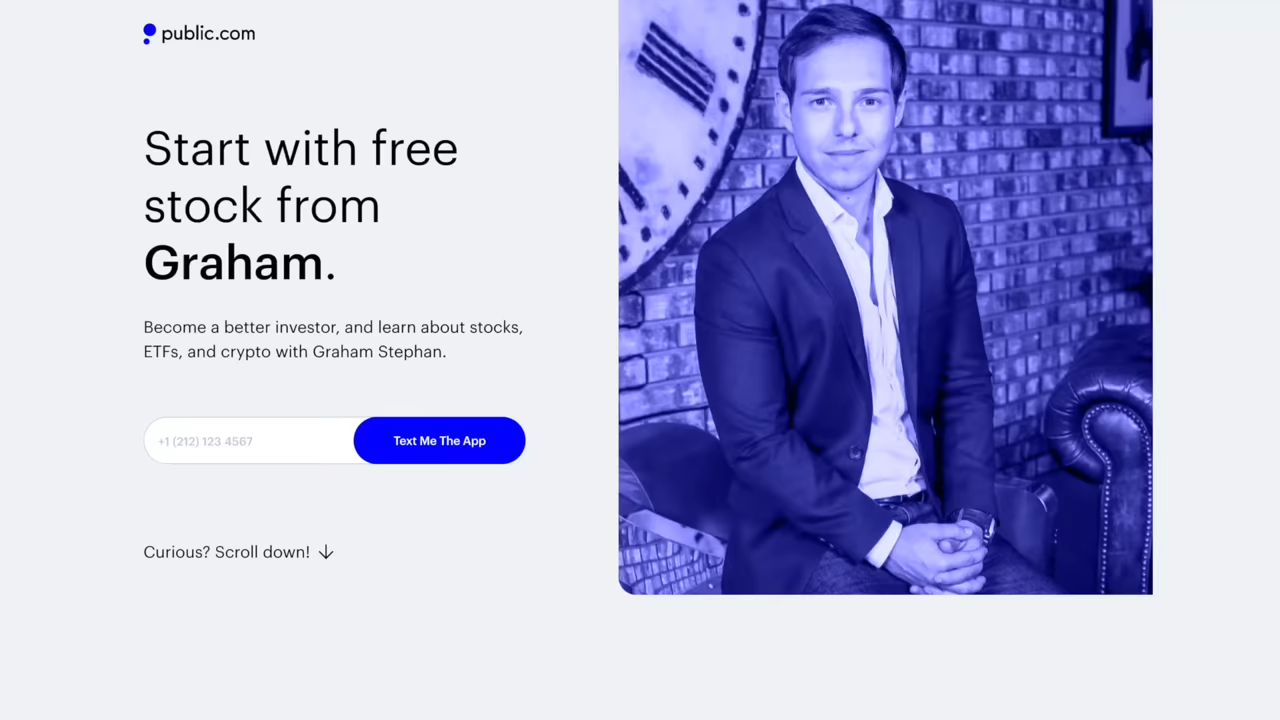 public.com
Start with free
stock from
Graham.
Become a better investor, and learn about stocks,
ETFs, and crypto with Graham Stephan.
+1 (212) 123 4567
Text Me The App
Curious? Scroll down! ↓